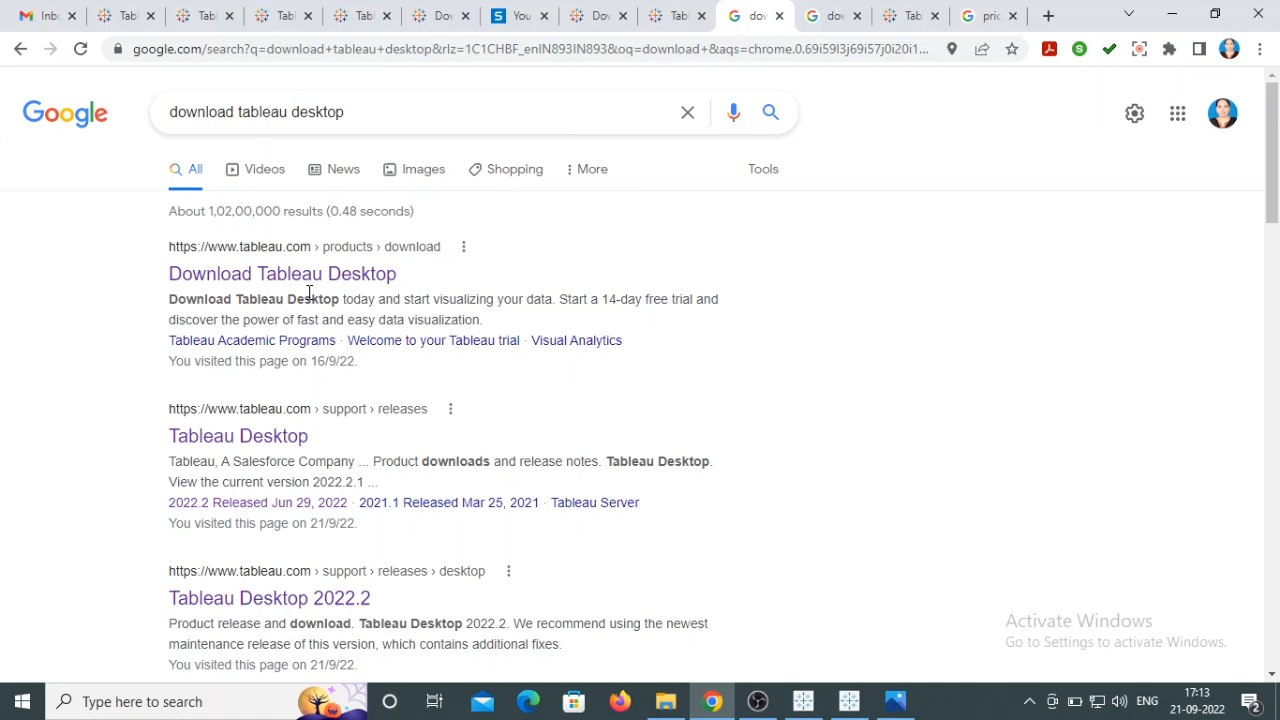 Inb
Tabl
Tabl
Tabl
Tabl
Dov
You
Dov
Tabl
dov
dov
Tab
pric
google.com/search?q=download+tableau+desktop&rlz=1C1CHBF_enIN893IN893&oq=download+&aqs=chrome.0.69i59l3j69i57j0i20i1...
Google
download tableau desktop
All
Videos
News
Images
Shopping
More
Tools
About 1,02,00,000 results (0.48 seconds)
https://www.tableau.com › products › download
Download Tableau Desktop
Download Tableau Desktop today and start visualizing your data. Start a 14-day free trial and
discover the power of fast and easy data visualization.
Tableau Academic Programs · Welcome to your Tableau trial · Visual Analytics
You visited this page on 16/9/22.
https://www.tableau.com › support › releases
Tableau Desktop
Tableau, A Salesforce Company ... Product downloads and release notes. Tableau Desktop.
View the current version 2022.2.1 ...
2022.2 Released Jun 29, 2022 · 2021.1 Released Mar 25, 2021 · Tableau Server
You visited this page on 21/9/22.
https://www.tableau.com › support › releases › desktop
Tableau Desktop 2022.2
Product release and download. Tableau Desktop 2022.2. We recommend using the newest
maintenance release of this version, which contains additional fixes.
You visited this page on 21/9/22.
Activate Windows
Go to Settings to activate Windows.
Type here to search
ENG
17:13
21-09-2022
2